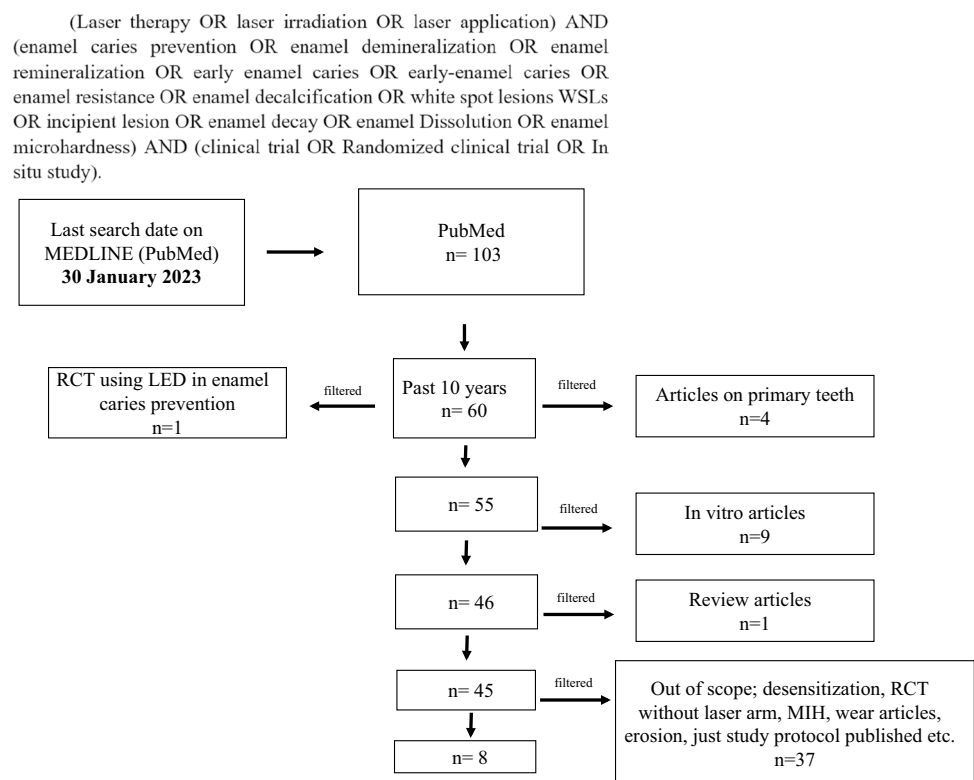 (Laser therapy OR laser irradiation OR laser application) AND
(enamel caries prevention OR enamel demineralization OR enamel
remineralization OR early enamel caries OR early-enamel caries OR
enamel resistance OR enamel decalcification OR white spot lesions WSLs
OR incipient lesion OR enamel decay OR enamel Dissolution OR enamel
microhardness) AND (clinical trial OR Randomized clinical trial OR In
situ study).
Last search date on
MEDLINE (PubMed)
30 January 2023
PubMed
n= 103
RCT using LED in enamel
caries prevention
n=1
filtered
Past 10 years
n= 60
filtered
Articles on primary teeth
n=4
n= 55
filtered
In vitro articles
n=9
n= 46
filtered
Review articles
n=1
n= 45
filtered
Out of scope; desensitization, RCT
without laser arm, MIH, wear articles,
erosion, just study protocol published etc.
n=37
n= 8